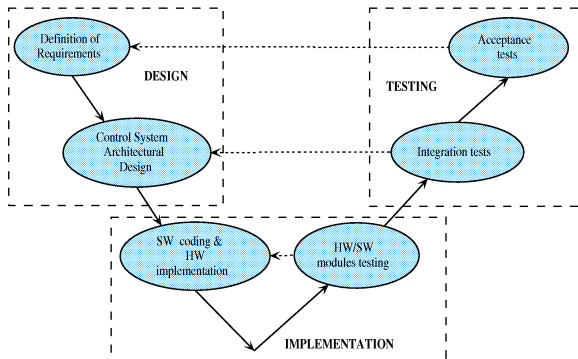 Definition of
Requirements
DESIGN
Control System
Architectural
Design
Acceptance
tests
TESTING
Integration tests
SW coding &
HW
implementation
HW/SW
modules testing
IMPLEMENTATION